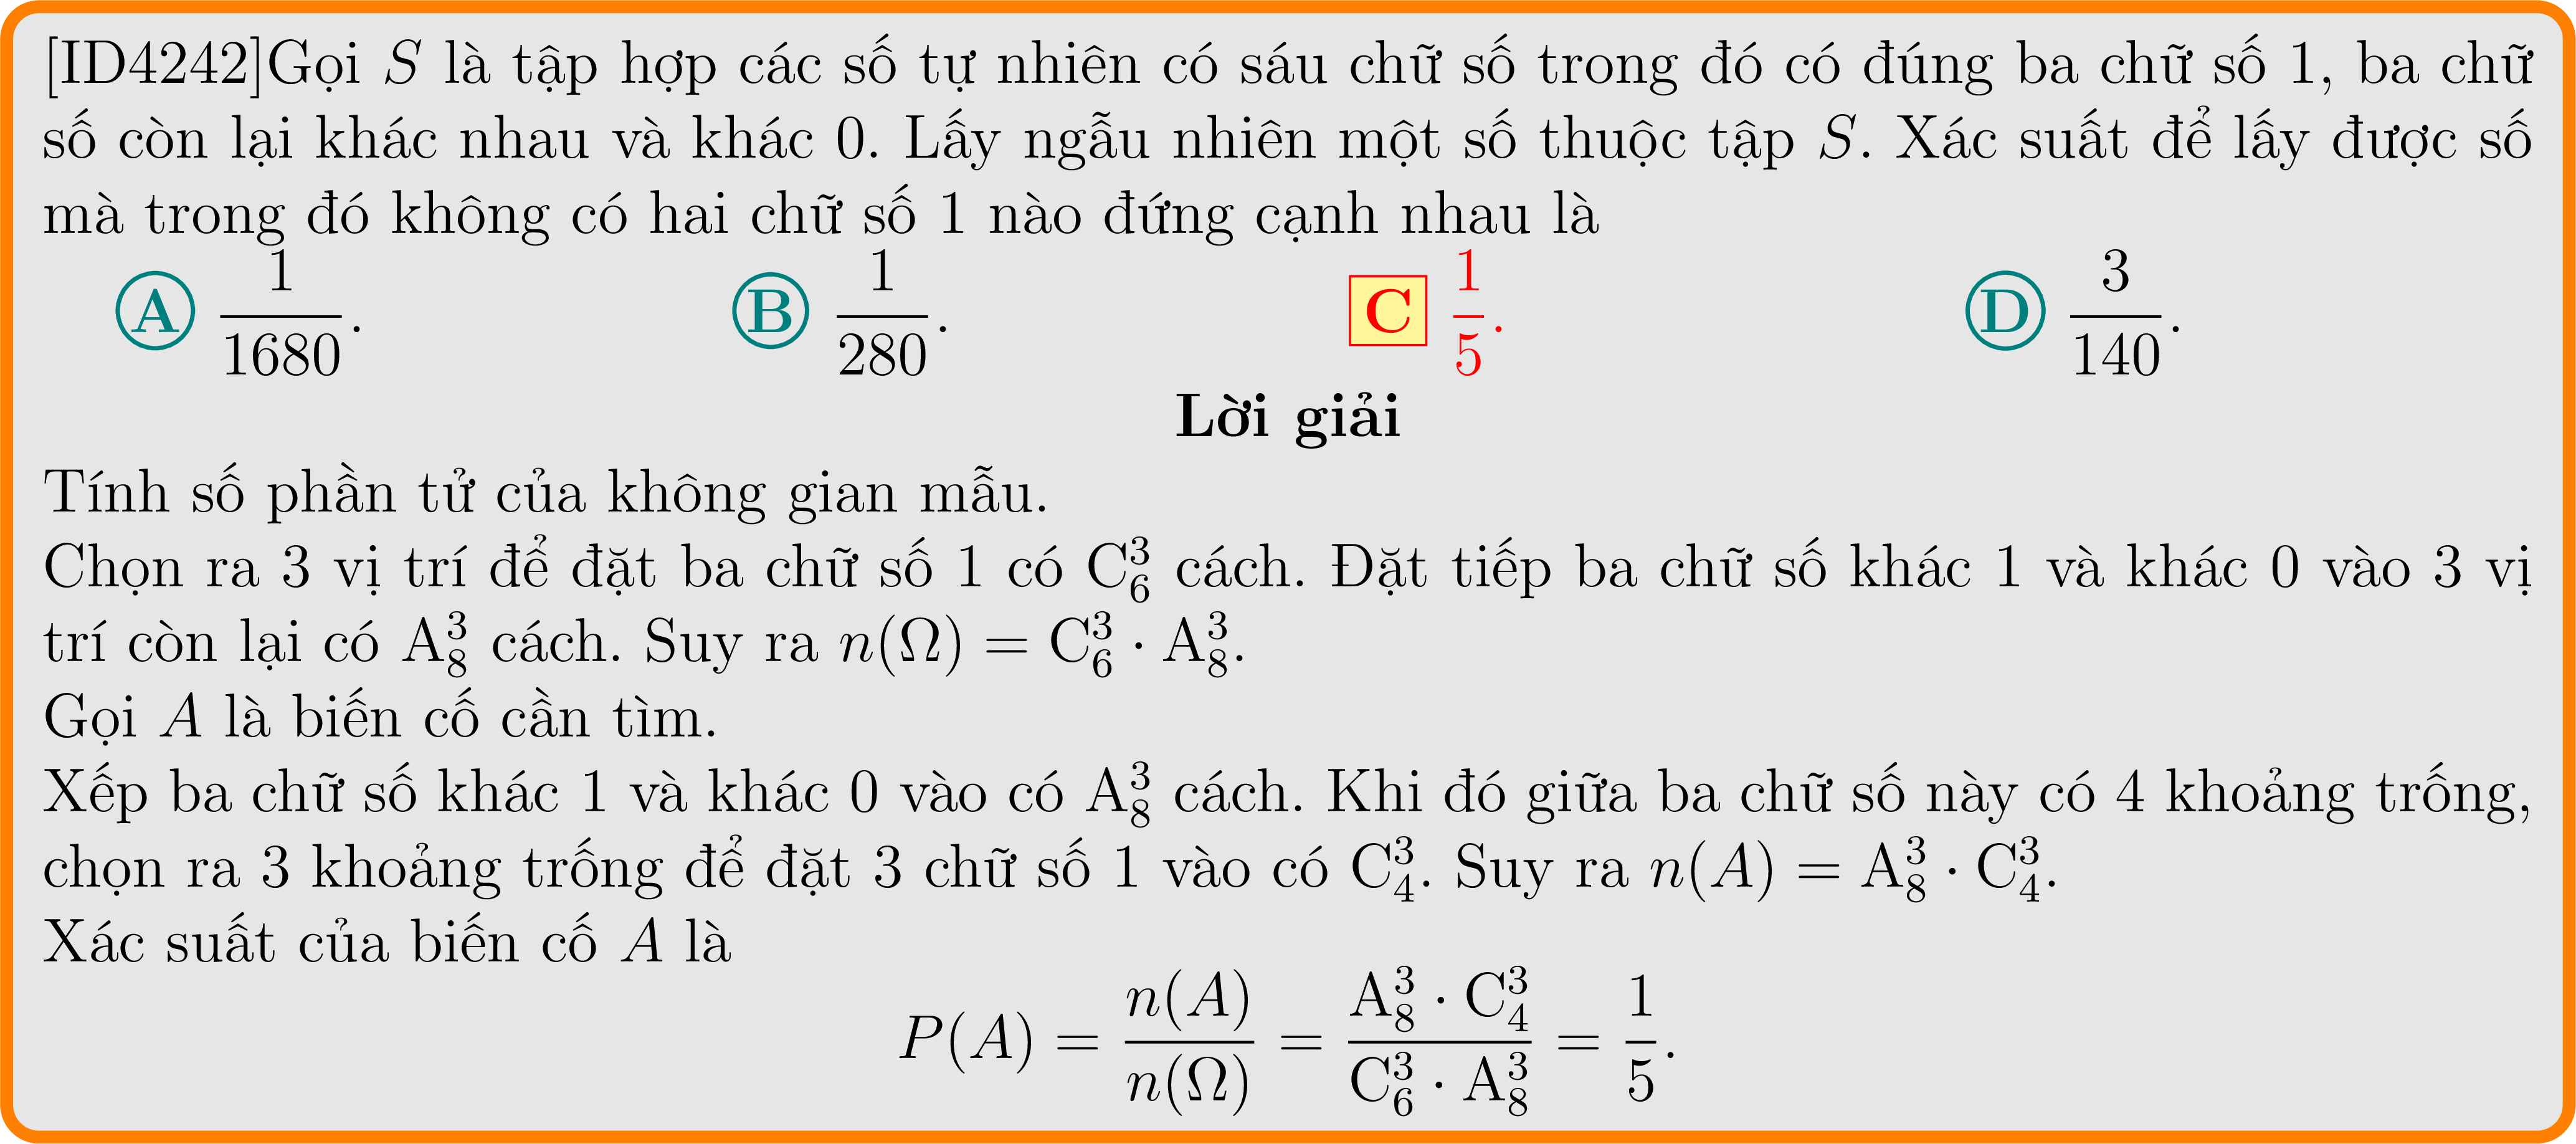 [ID4242]Gọi S là tập hợp các số tự nhiên có sáu chữ số trong đó có đúng ba chữ số 1, ba chữ
số còn lại khác nhau và khác 0. Lấy ngẫu nhiên một số thuộc tập S. Xác suất để lấy được số
mà trong đó không có hai chữ số 1 nào đứng cạnh nhau là
A $\frac{1}{1680}$. B $\frac{1}{280}$. C $\frac{1}{5}$. D $\frac{3}{140}$.
Lời giải
Tính số phần tử của không gian mẫu.
Chọn ra 3 vị trí để đặt ba chữ số 1 có $C_6^3$ cách. Đặt tiếp ba chữ số khác 1 và khác 0 vào 3 vị
trí còn lại có $A_8^3$ cách. Suy ra $n(\Omega) = C_6^3 \cdot A_8^3$.
Gọi A là biến cố cần tìm.
Xếp ba chữ số khác 1 và khác 0 vào có $A_8^3$ cách. Khi đó giữa ba chữ số này có 4 khoảng trống,
chọn ra 3 khoảng trống để đặt 3 chữ số 1 vào có $C_4^3$. Suy ra $n(A) = A_8^3 \cdot C_4^3$.
Xác suất của biến cố A là
$P(A) = \frac{n(A)}{n(\Omega)} = \frac{A_8^3 \cdot C_4^3}{C_6^3 \cdot A_8^3} = \frac{1}{5}$.